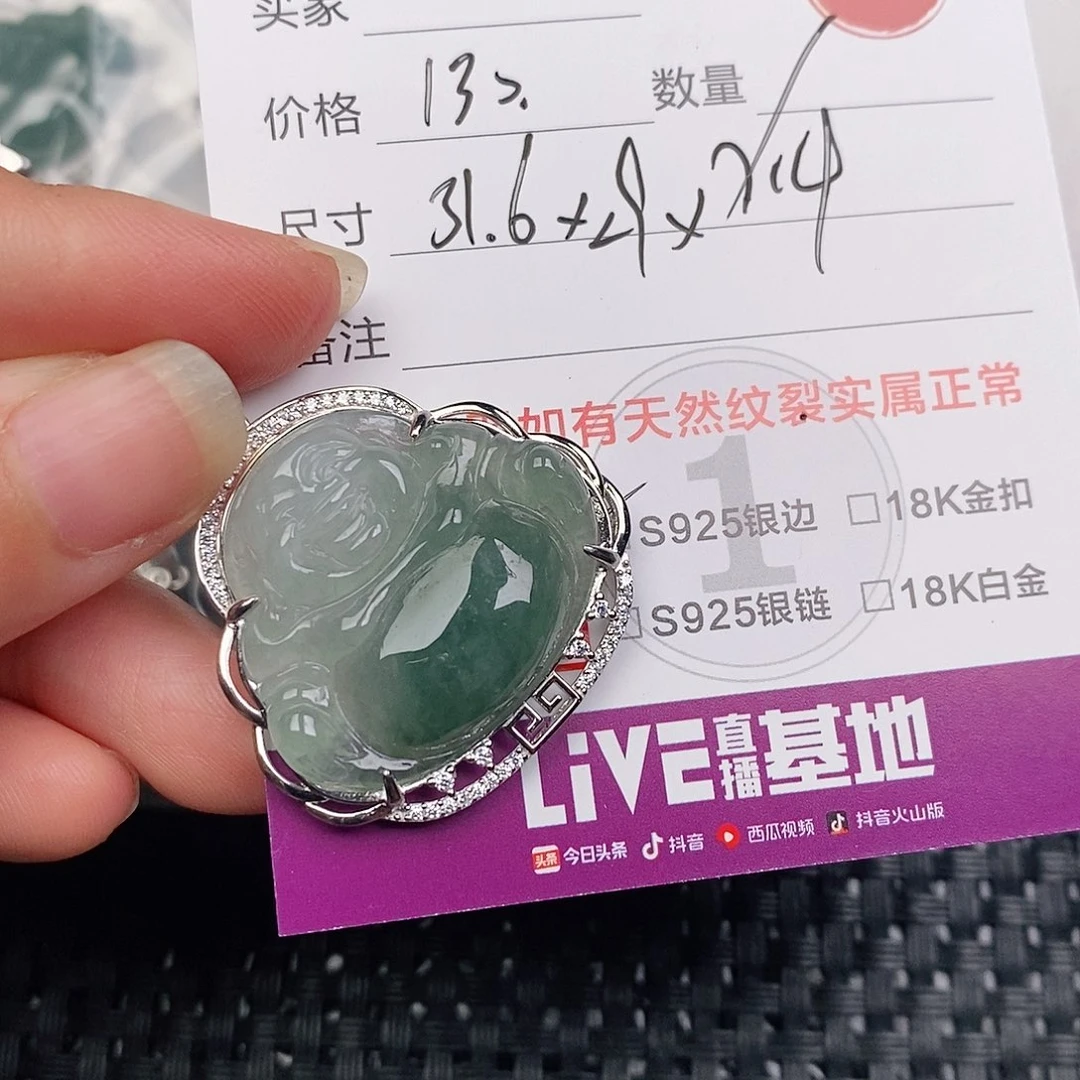 买家
价格 13 数量
尺寸 31.6×29×
备注
如有天然纹裂实属正常
1
S925银边 □18K金扣
□S925银链 □18K白金
LiVE直播基地
头条 今日头条 抖音 西瓜视频 抖音火山版